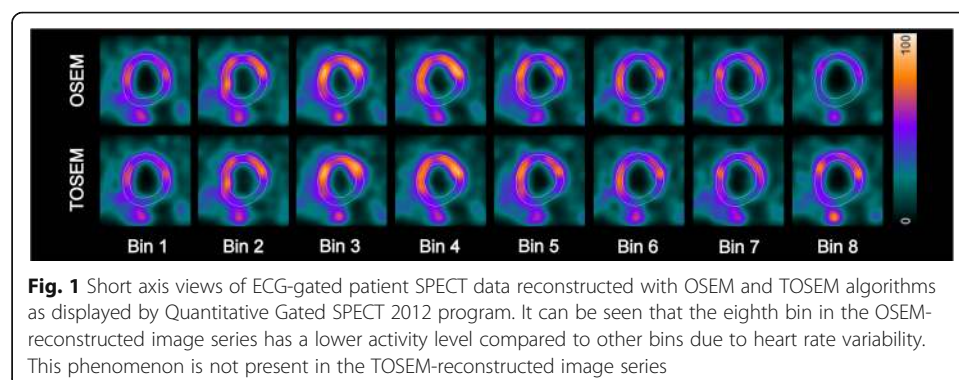 OSEM
100
TOSEM
0
Bin 1 Bin 2 Bin 3 Bin 4 Bin 5 Bin 6 Bin 7 Bin 8
Fig. 1 Short axis views of ECG-gated patient SPECT data reconstructed with OSEM and TOSEM algorithms
as displayed by Quantitative Gated SPECT 2012 program. It can be seen that the eighth bin in the OSEM-
reconstructed image series has a lower activity level compared to other bins due to heart rate variability.
This phenomenon is not present in the TOSEM-reconstructed image series